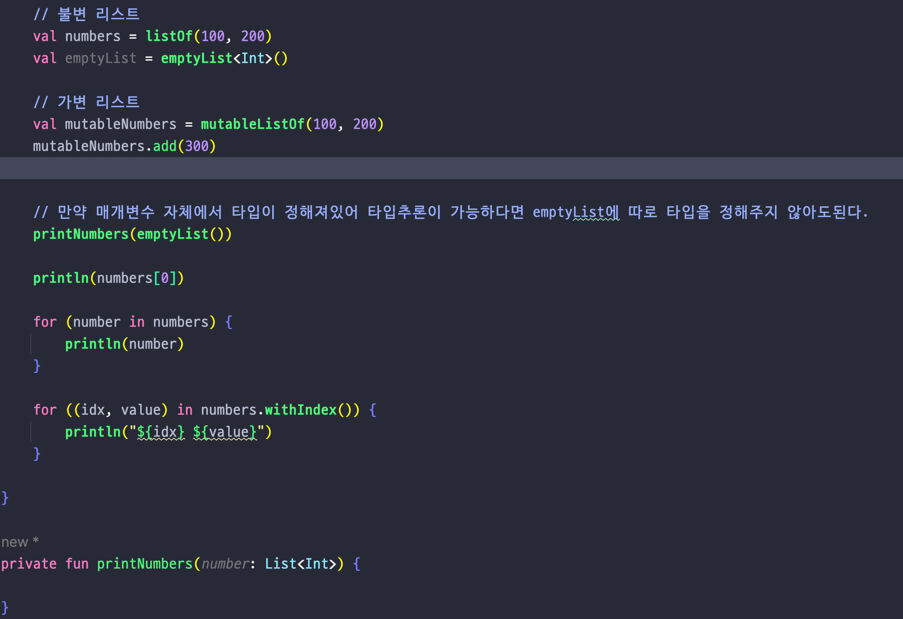 // 불변 리스트
val numbers = listOf(100, 200)
val emptyList = emptyList<Int>()
// 가변 리스트
val mutableNumbers = mutableListOf(100, 200)
mutableNumbers.add(300)
// 만약 매개변수 자체에서 타입이 정해져있어 타입추론이 가능하다면 emptyList에 따로 타입을 정해주지 않아도된다.
printNumbers(emptyList())
println(numbers[0])
for (number in numbers) {
println(number)
}
for ((idx, value) in numbers.withIndex()) {
println("${idx} ${value}")
}
}
new *
private fun printNumbers(number: List<Int>) {
}